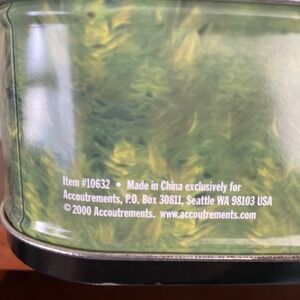 Item #10632 • Made in China exclusively for
Accoutrements, P.O. Box 30811, Seattle WA 98103 USA
© 2000 Accoutrements. www.accoutrements.com